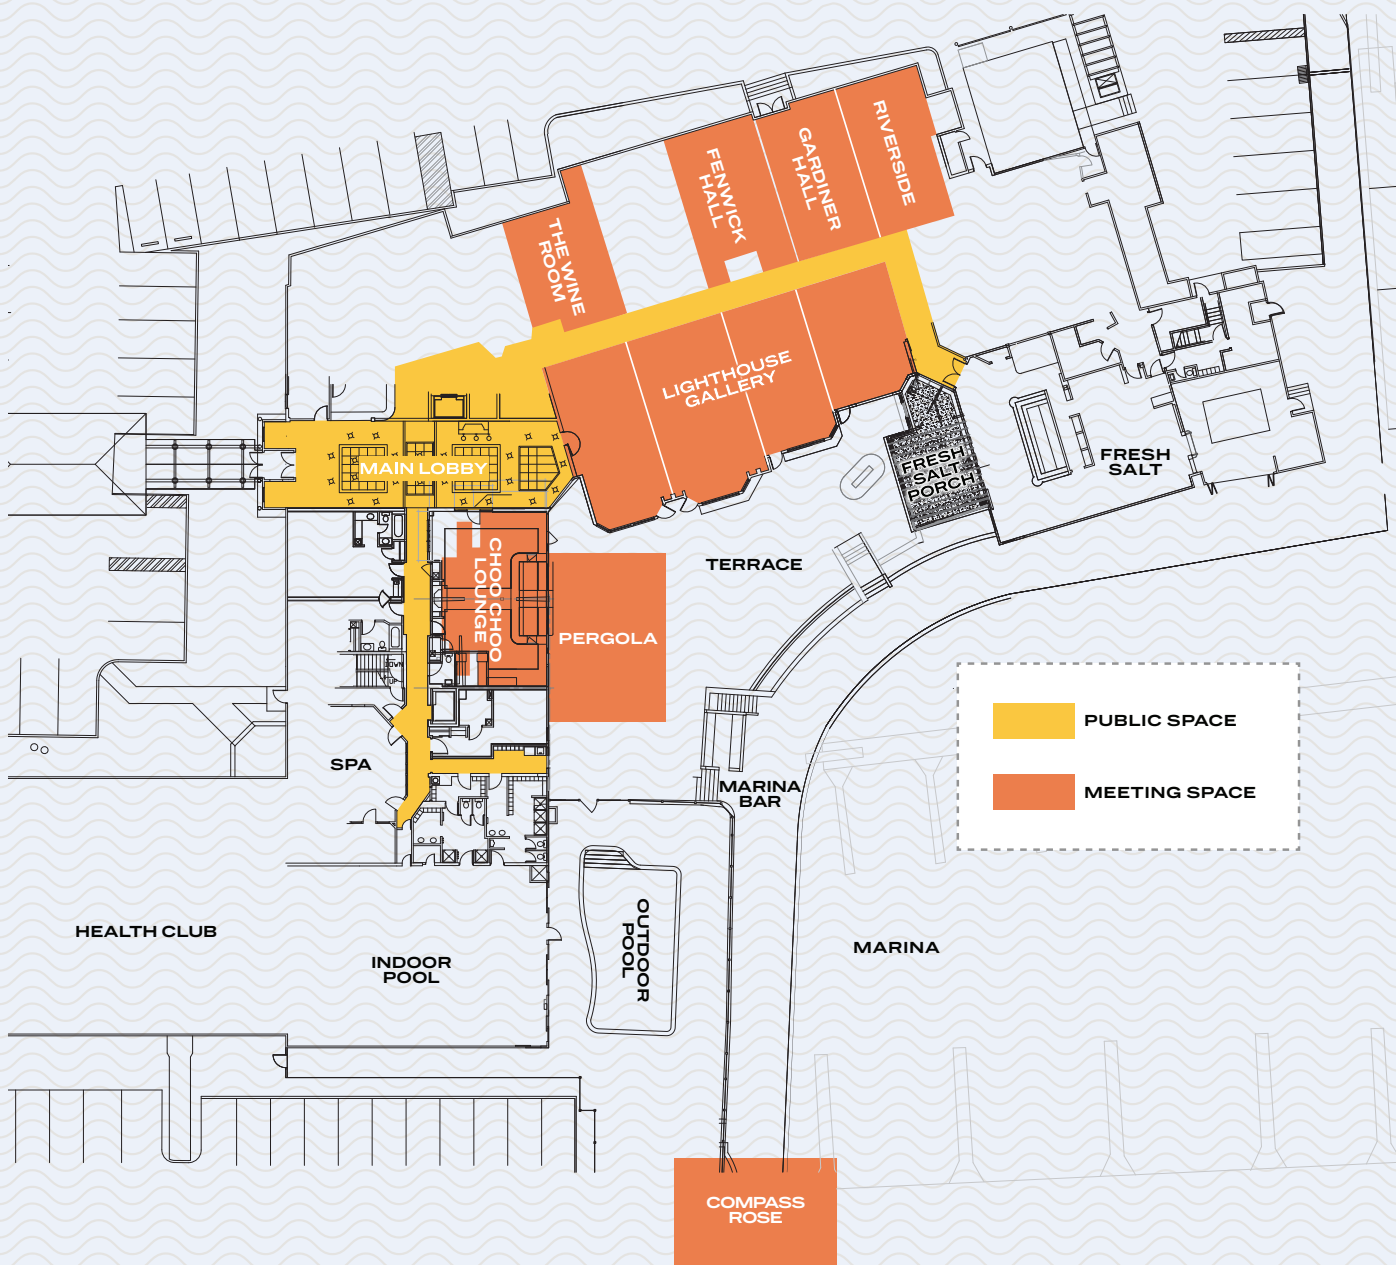 RIVERSIDE
GARDINER
HALL
FENWICK
HALL
THE WINE
ROOM
LIGHTHOUSE
GALLERY
MAIN LOBBY
FRESH
SALT
PORCH
FRESH
SALT
CHOO CHOO
LOUNGE
TERRACE
PERGOLA
DOWN
UP
SPA
PUBLIC SPACE
MEETING SPACE
MARINA
BAR
HEALTH CLUB
INDOOR
POOL
OUTDOOR
POOL
MARINA
COMPASS
ROSE